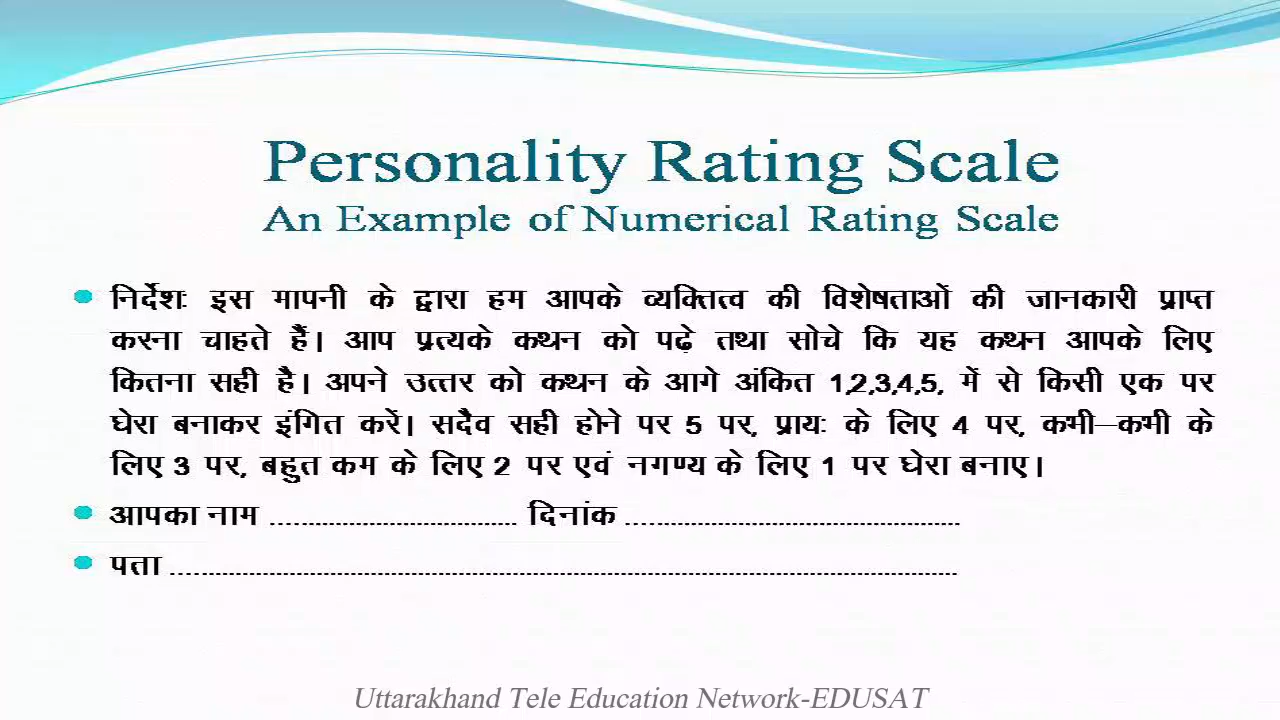 Personality Rating Scale
An Example of Numerical Rating Scale
निर्देशः इस मापनी के द्वारा हम आपके व्यक्तित्व की विशेषताओं की जानकारी प्राप्त
करना चाहते हैं। आप प्रत्यके कथन को पढ़े तथा सोचे कि यह कथन आपके लिए
कितना सही है। अपने उत्तर को कथन के आगे अंकित 1,2,3,4,5, में से किसी एक पर
घेरा बनाकर इंगित करें। सदैव सही होने पर 5 पर, प्रायः के लिए 4 पर, कभी–कभी के
लिए 3 पर, बहुत कम के लिए 2 पर एवं नगण्य के लिए 1 पर घेरा बनाए।
आपका नाम ....................................... दिनांक .....................................................
पता ..............................................................................................................................
Uttarakhand Tele Education Network-EDUSAT